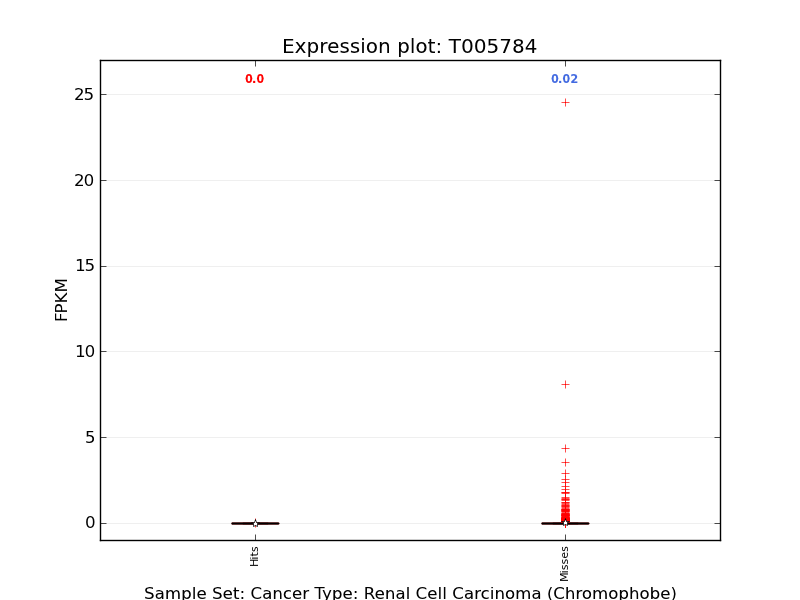 Expression plot: T005784
0.0
0.02
25
20
15
10
5
0
FPKM
Hits
Misses
Sample Set: Cancer Type: Renal Cell Carcinoma (Chromophobe)